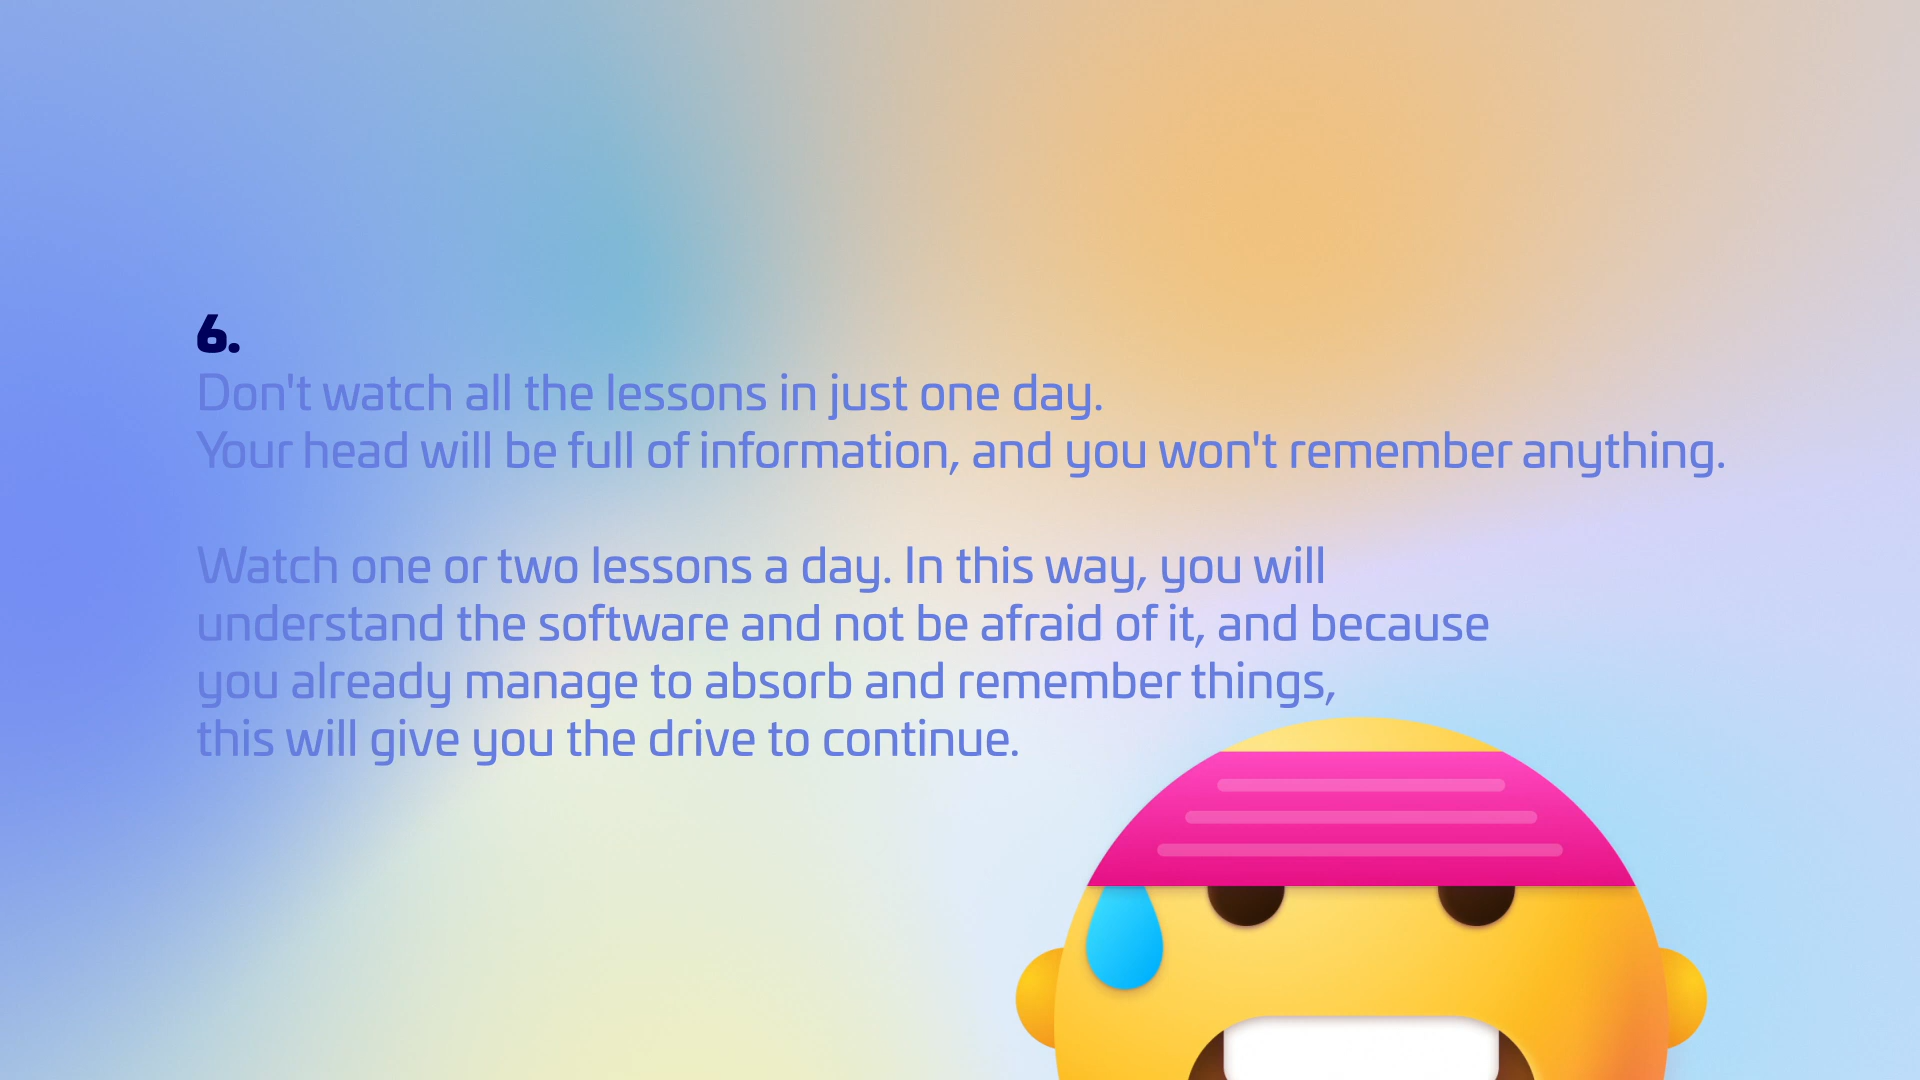 6.
Don't watch all the lessons in just one day.
Your head will be full of information, and you won't remember anything.
Watch one or two lessons a day. In this way, you will
understand the software and not be afraid of it, and because
you already manage to absorb and remember things,
this will give you the drive to continue.